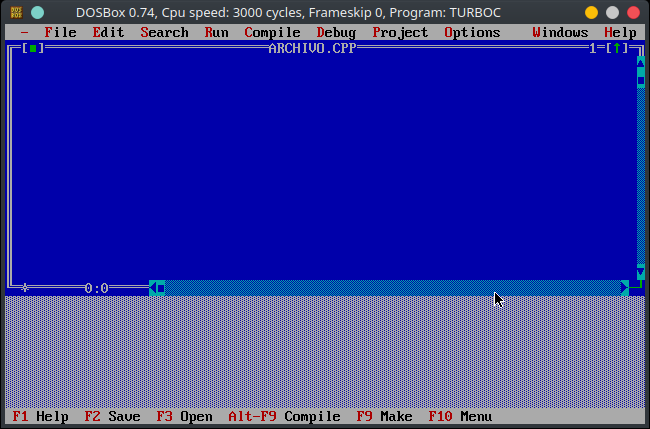 DOSBox 0.74, Cpu speed: 3000 cycles, Frameskip 0, Program: TURBOC
- File Edit Search Run Compile Debug Project Options Windows Help
[■] ARCHIVO.CPP 1=[↑]
* 0:0
F1 Help F2 Save F3 Open Alt-F9 Compile F9 Make F10 Menu